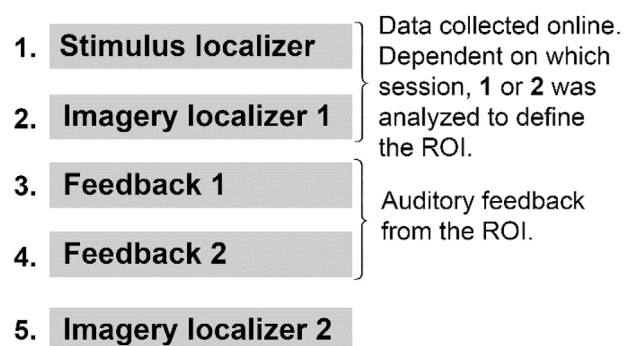 1. Stimulus localizer
2. Imagery localizer 1
Data collected online.
Dependent on which
session, 1 or 2 was
analyzed to define
the ROI.
3. Feedback 1
4. Feedback 2
Auditory feedback
from the ROI.
5. Imagery localizer 2